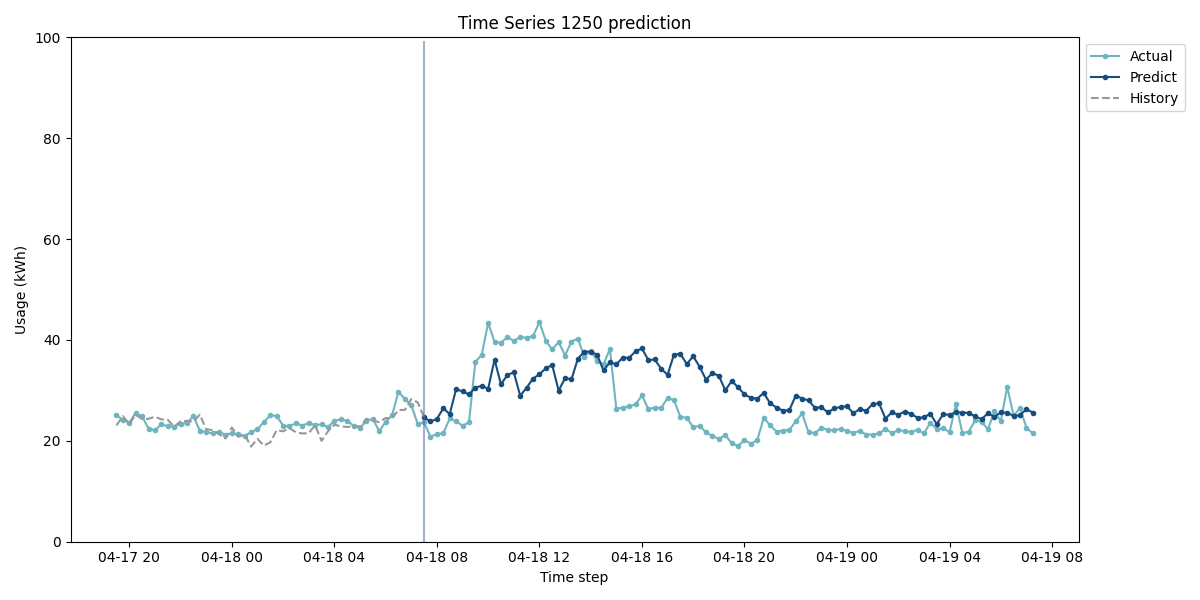 Time Series 1250 prediction
100
80
60
40
20
0
Usage (kWh)
04-17 20
04-18 00
04-18 04
04-18 08
04-18 12
04-18 16
04-18 20
04-19 00
04-19 04
04-19 08
Time step
Actual
Predict
History